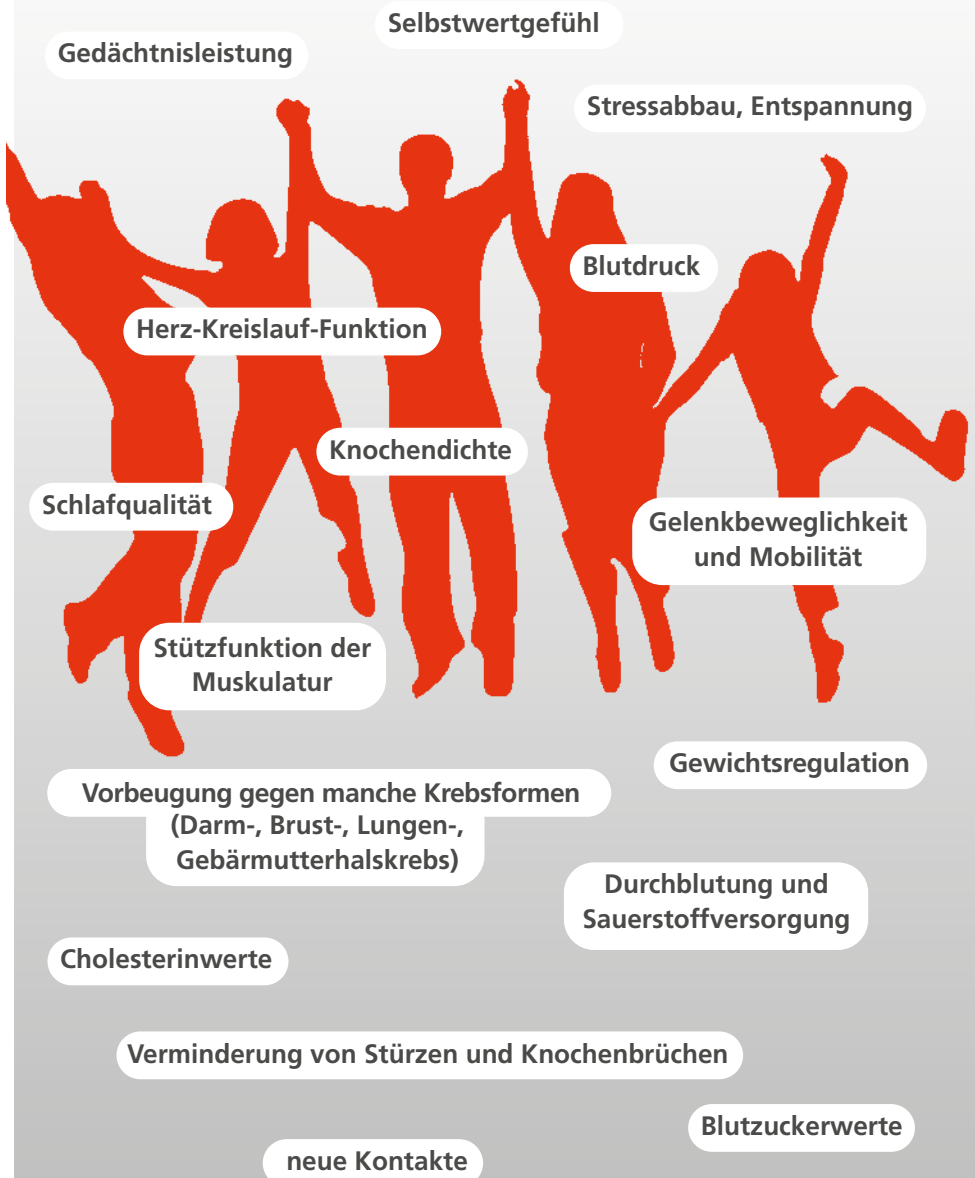 Selbstwertgefühl
Gedächtnisleistung
Stressabbau, Entspannung
Blutdruck
Herz-Kreislauf-Funktion
Knochendichte
Schlafqualität
Gelenkbeweglichkeit
und Mobilität
Stützfunktion der
Muskulatur
Gewichtsregulation
Vorbeugung gegen manche Krebsformen
(Darm-, Brust-, Lungen-,
Gebärmutterhalskrebs)
Durchblutung und
Sauerstoffversorgung
Cholesterinwerte
Verminderung von Stürzen und Knochenbrüchen
Blutzuckerwerte
neue Kontakte